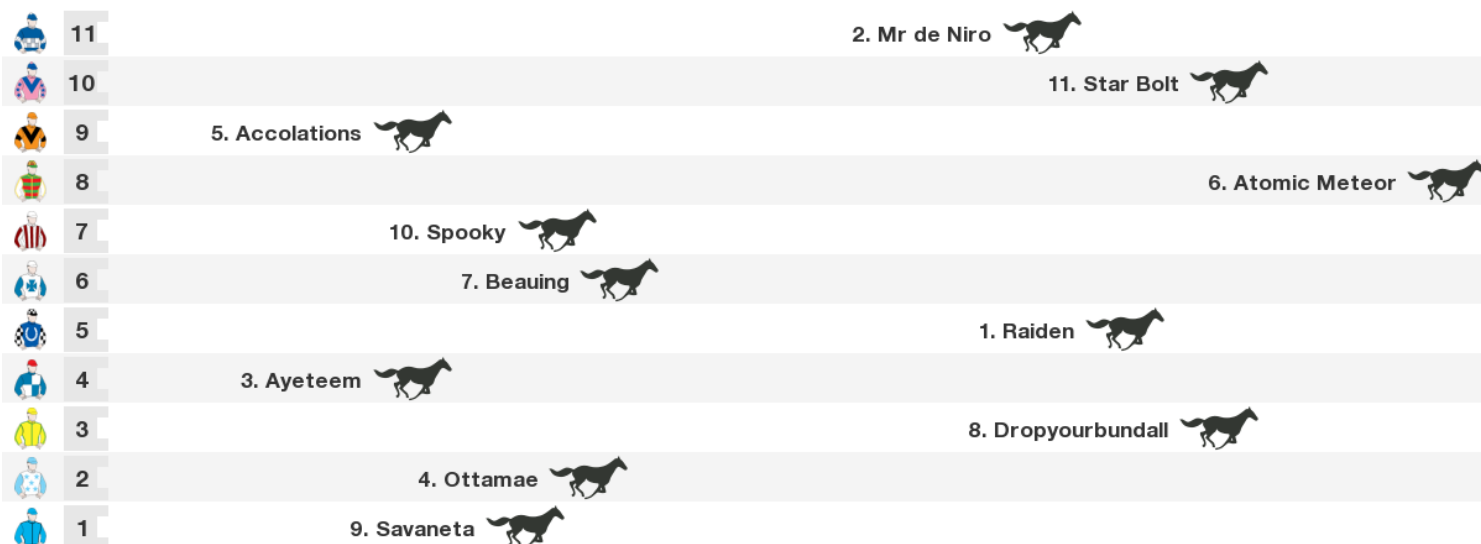 11 2. Mr de Niro
10 11. Star Bolt
9 5. Accolations
8 6. Atomic Meteor
7 10. Spooky
6 7. Beauing
5 1. Raiden
4 3. Ayeteem
3 8. Dropyourbundall
2 4. Ottamae
1 9. Savaneta